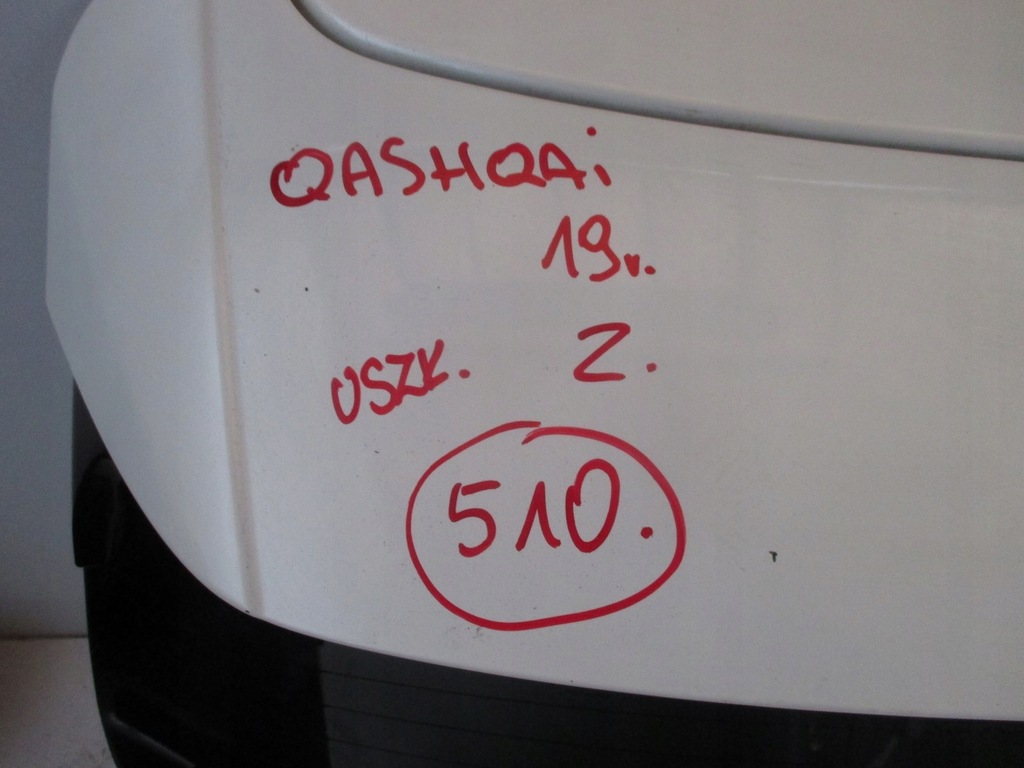 QASHQAi
19r.
USZK. Z.
510.